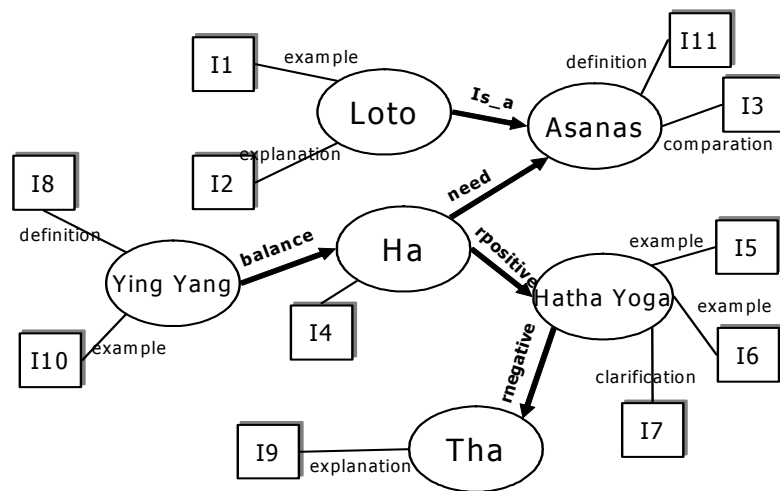 I11
I1
example
definition
Is_a
I3
Loto
Asanas
comparation
explanation
I2
need
I8
definition
balance
Ha
rpositive
example
I5
Ying Yang
Hatha Yoga
example
I4
I10
example
rnegative
I6
clarification
I7
I9
explanation
Tha